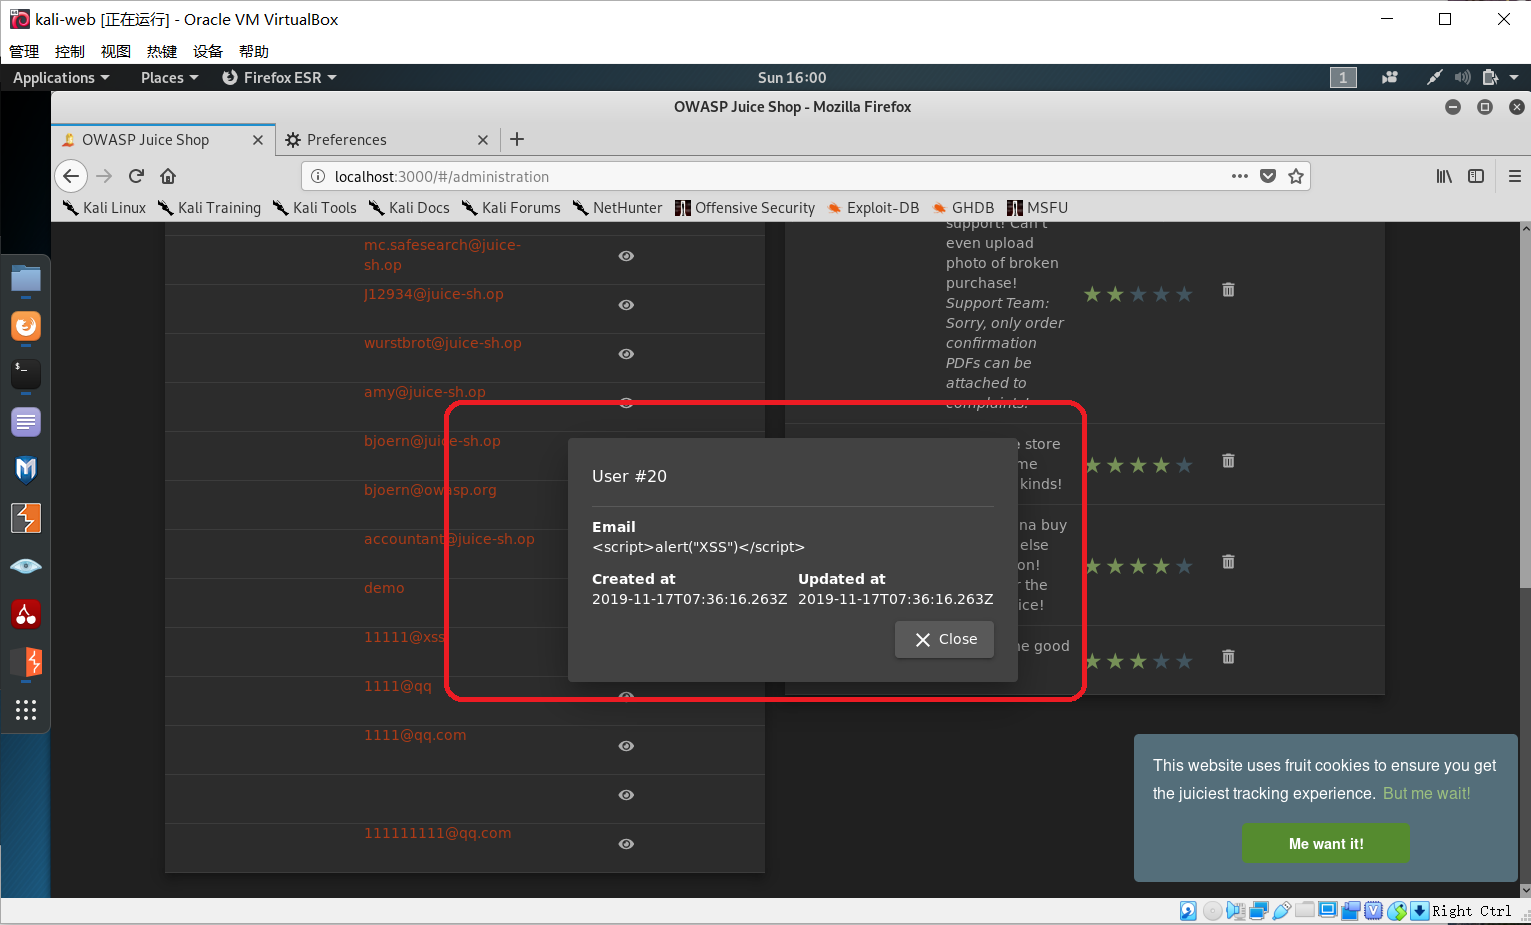 kali-web [正在运行] - Oracle VM VirtualBox
管理 控制 视图 热键 设备 帮助
Applications Places Firefox ESR Sun 16:00 1
OWASP Juice Shop - Mozilla Firefox
OWASP Juice Shop Preferences
localhost:3000/#/administration
Kali Linux Kali Training Kali Tools Kali Docs Kali Forums NetHunter Offensive Security Exploit-DB GHDB MSFU
mc.safesearch@juice-
sh.op
J12934@juice-sh.op
wurstbrot@juice-sh.op
amy@juice-sh.op
bjoern@juice-sh.op
bjoern@owasp.org
accountant@juice-sh.op
demo
11111@xss
1111@qq
1111@qq.com
111111111@qq.com
support! Can't
even upload
photo of broken
purchase!
Support Team:
Sorry, only order
confirmation
PDFs can be
attached to
complaints!
store
me
kinds!
na buy
else
on!
the
ice!
good
User #20
Email
<script>alert("XSS")</script>
Created at Updated at
2019-11-17T07:36:16.263Z 2019-11-17T07:36:16.263Z
Close
This website uses fruit cookies to ensure you get
the juiciest tracking experience. But me wait!
Me want it!
Right Ctrl